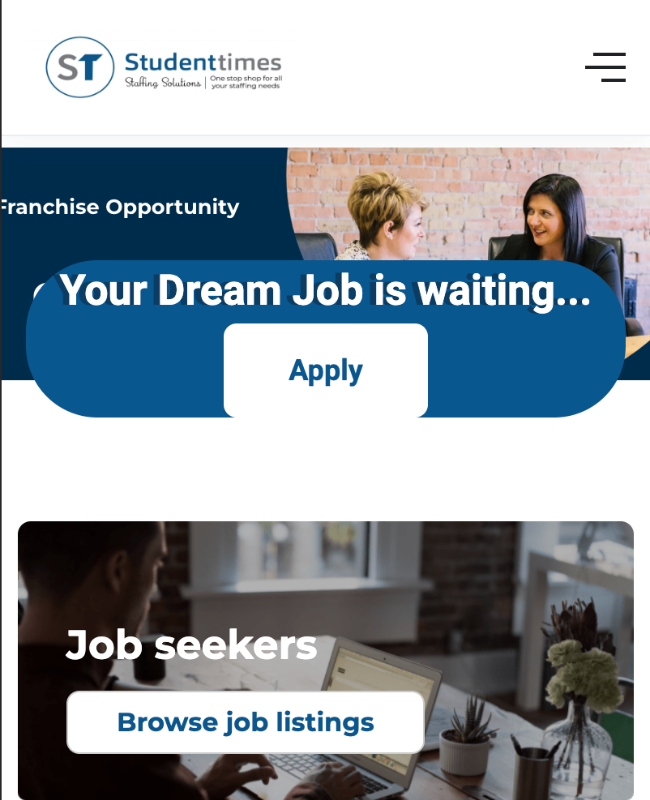 ST
Studenttimes
Staffing Solutions | One stop shop for all
your staffing needs
Franchise Opportunity
Your Dream Job is waiting...
Apply
Job seekers
Browse job listings